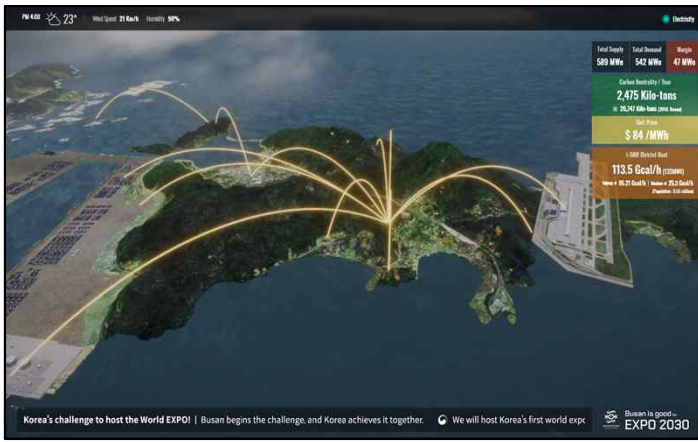 PM 4:00 23° Wind Speed 21 Km/h Humidity 90%
Electricity
Total Supply Total Demand Margin
589 MWe 542 MWe 47 MWe
Carbon Neutrality / Year
2,475 Kilo-tons
Unit Price
$ 84 /MWh
i-SMR District Heat
113.5 Gcal/h (132MWt)
Korea's challenge to host the World EXPO! | Busan begins the challenge, and Korea achieves it together. We will host Korea's first world expo
Busan is good for
EXPO 2030